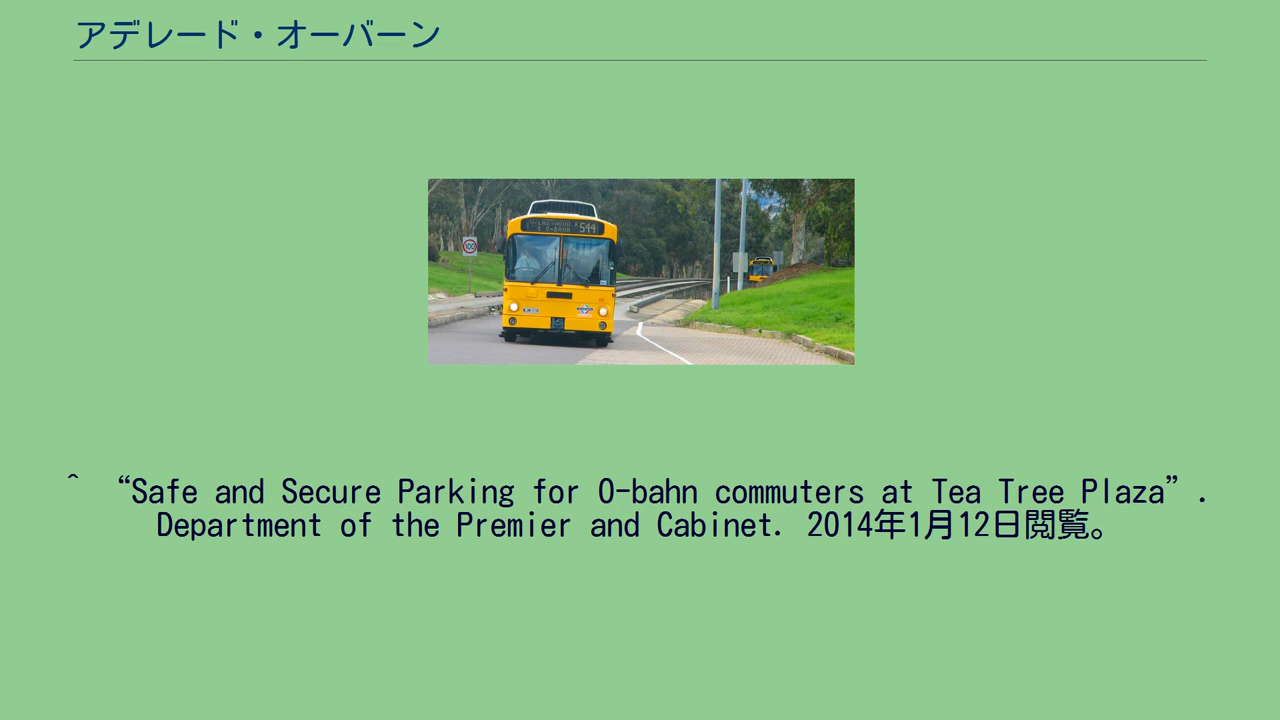 アデレード・オーバーン
544
100
^ “Safe and Secure Parking for O-bahn commuters at Tea Tree Plaza”.
Department of the Premier and Cabinet. 2014年1月12日閲覧。